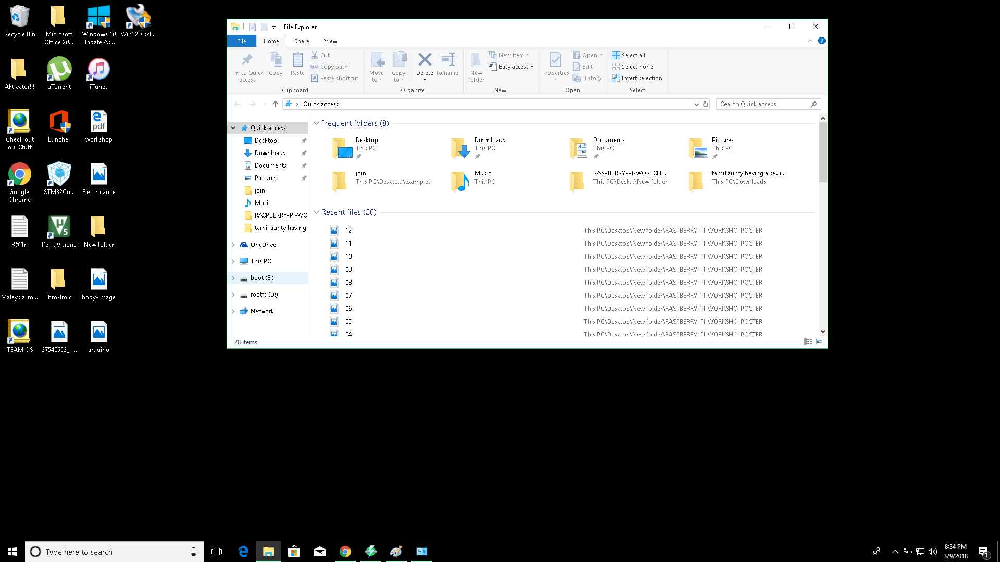 Recycle Bin
Microsoft
Office 20...
Windows 10
Update As...
Win32DiskI...
Aktivator!!!
µTorrent
iTunes
Check out
our Stuff
Luncher
pdf
workshop
Google
Chrome
STM32Cu...
Electrolance
R@1n
µ 5
Keil uVision5
New folder
Malaysia_m...
ibm-lmic
body-image
TEAM OS
27540552_1...
arduino
File Explorer
File
Home
Share
View
Pin to Quick
access
Copy
Paste
Cut
Copy path
Paste shortcut
Clipboard
Move
to
Copy
to
Delete
Rename
Organize
New
folder
New item
Easy access
New
Properties
Open
Edit
History
Open
Select all
Select none
Invert selection
Select
Quick access
Search Quick access
Quick access
Desktop
Downloads
Documents
Pictures
join
Music
RASPBERRY-PI-WO
tamil aunty having
OneDrive
This PC
boot (E:)
rootfs (D:)
Network
Frequent folders (8)
Desktop
This PC
Downloads
This PC
Documents
This PC
Pictures
This PC
join
This PC\Deskto...\examples
Music
This PC
RASPBERRY-PI-WORKSH...
This PC\Desk...\New folder
tamil aunty having a sex i...
This PC\Downloads
Recent files (20)
12 This PC\Desktop\New folder\RASPBERRY-PI-WORKSHO-POSTER
11 This PC\Desktop\New folder\RASPBERRY-PI-WORKSHO-POSTER
10 This PC\Desktop\New folder\RASPBERRY-PI-WORKSHO-POSTER
09 This PC\Desktop\New folder\RASPBERRY-PI-WORKSHO-POSTER
08 This PC\Desktop\New folder\RASPBERRY-PI-WORKSHO-POSTER
07 This PC\Desktop\New folder\RASPBERRY-PI-WORKSHO-POSTER
06 This PC\Desktop\New folder\RASPBERRY-PI-WORKSHO-POSTER
05 This PC\Desktop\New folder\RASPBERRY-PI-WORKSHO-POSTER
04 This PC\Desktop\New folder\RASPBERRY-PI-WORKSHO-POSTER
28 items
Type here to search
8:34 PM
3/9/2018
1